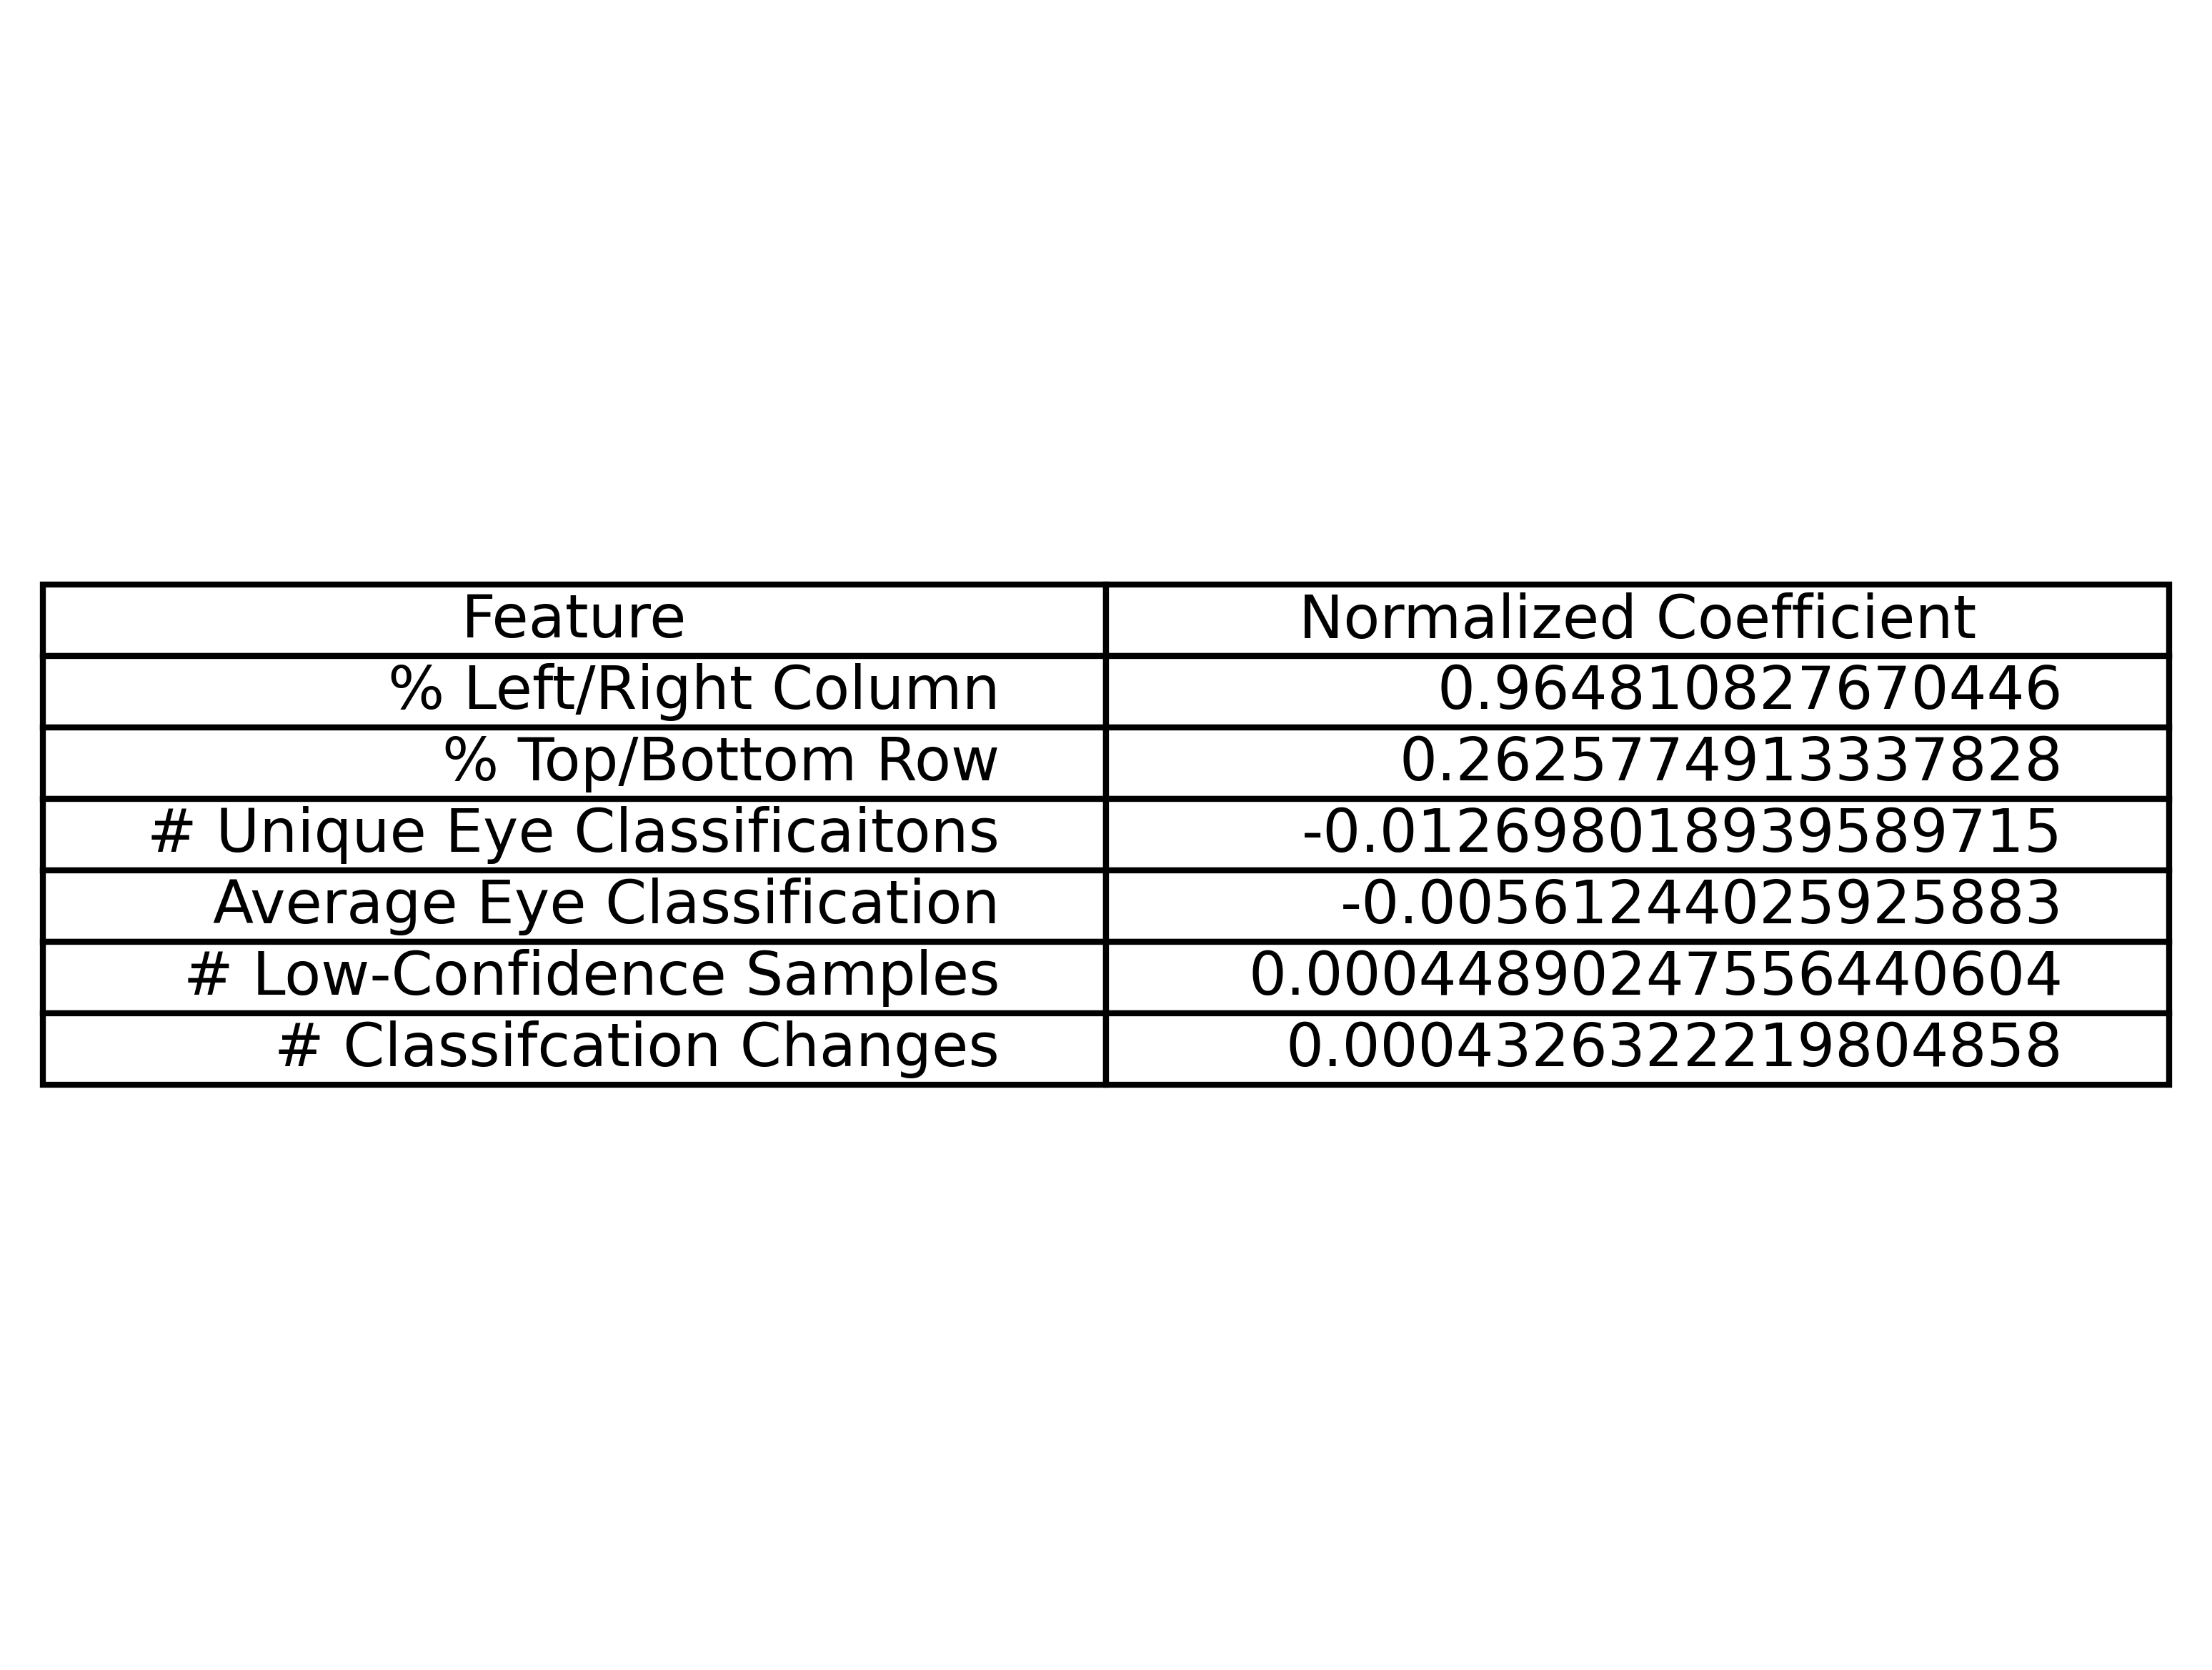 Feature Normalized Coefficient
% Left/Right Column 0.964810827670446
% Top/Bottom Row 0.2625774913337828
# Unique Eye Classificaitons -0.012698018939589715
Average Eye Classification -0.00561244025925883
# Low-Confidence Samples 0.00044890247556440604
# Classifcation Changes 0.0004326322219804858